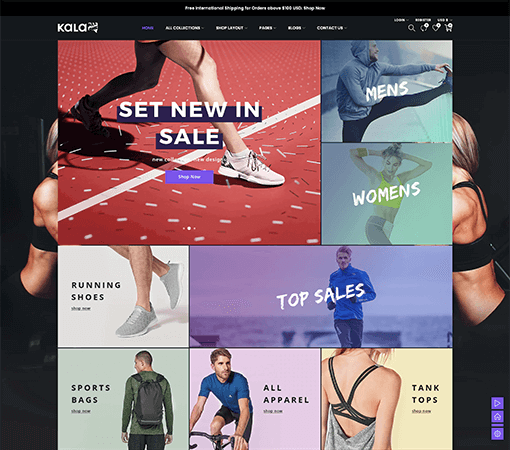 Free International Shipping for Orders above $100 USD. Shop Now
LOGIN
REGISTER
USD $
KALA
HOME
ALL COLLECTIONS
SHOP LAYOUT
PAGES
BLOGS
CONTACT US
SET NEW IN
SALE
new design
Shop Now
MENS
WOMENS
RUNNING
SHOES
shop now
TOP SALES
SPORTS
BAGS
shop now
ALL
APPAREL
shop now
TANK
TOPS
shop now